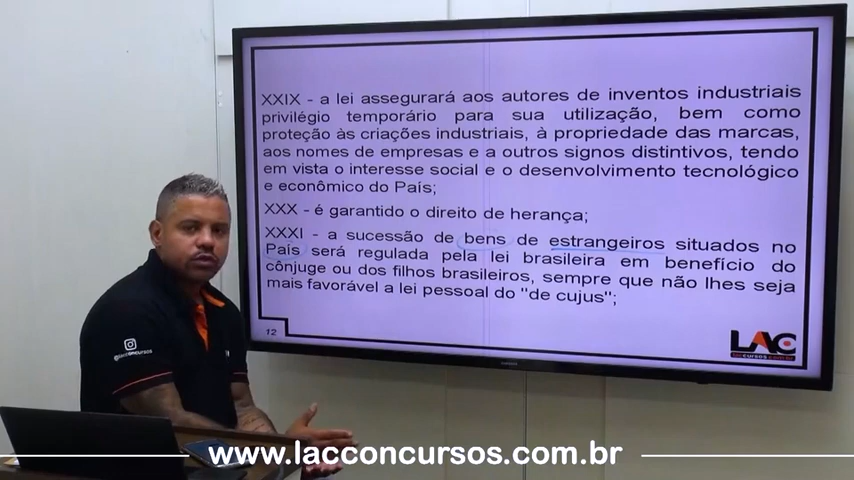 XXIX - a lei assegurará aos autores de inventos industriais
privilégio temporário para sua utilização, bem como
proteção às criações industriais, à propriedade das marcas,
aos nomes de empresas e a outros signos distintivos, tendo
em vista o interesse social e o desenvolvimento tecnológico
e econômico do País;
XXX - é garantido o direito de herança;
XXXI - a sucessão de bens de estrangeiros situados no
País será regulada pela lei brasileira em benefício do
cônjuge ou dos filhos brasileiros, sempre que não lhes seja
mais favorável a lei pessoal do "de cujus";
12
LAC
@lacconcursos
www.lacconcursos.com.br